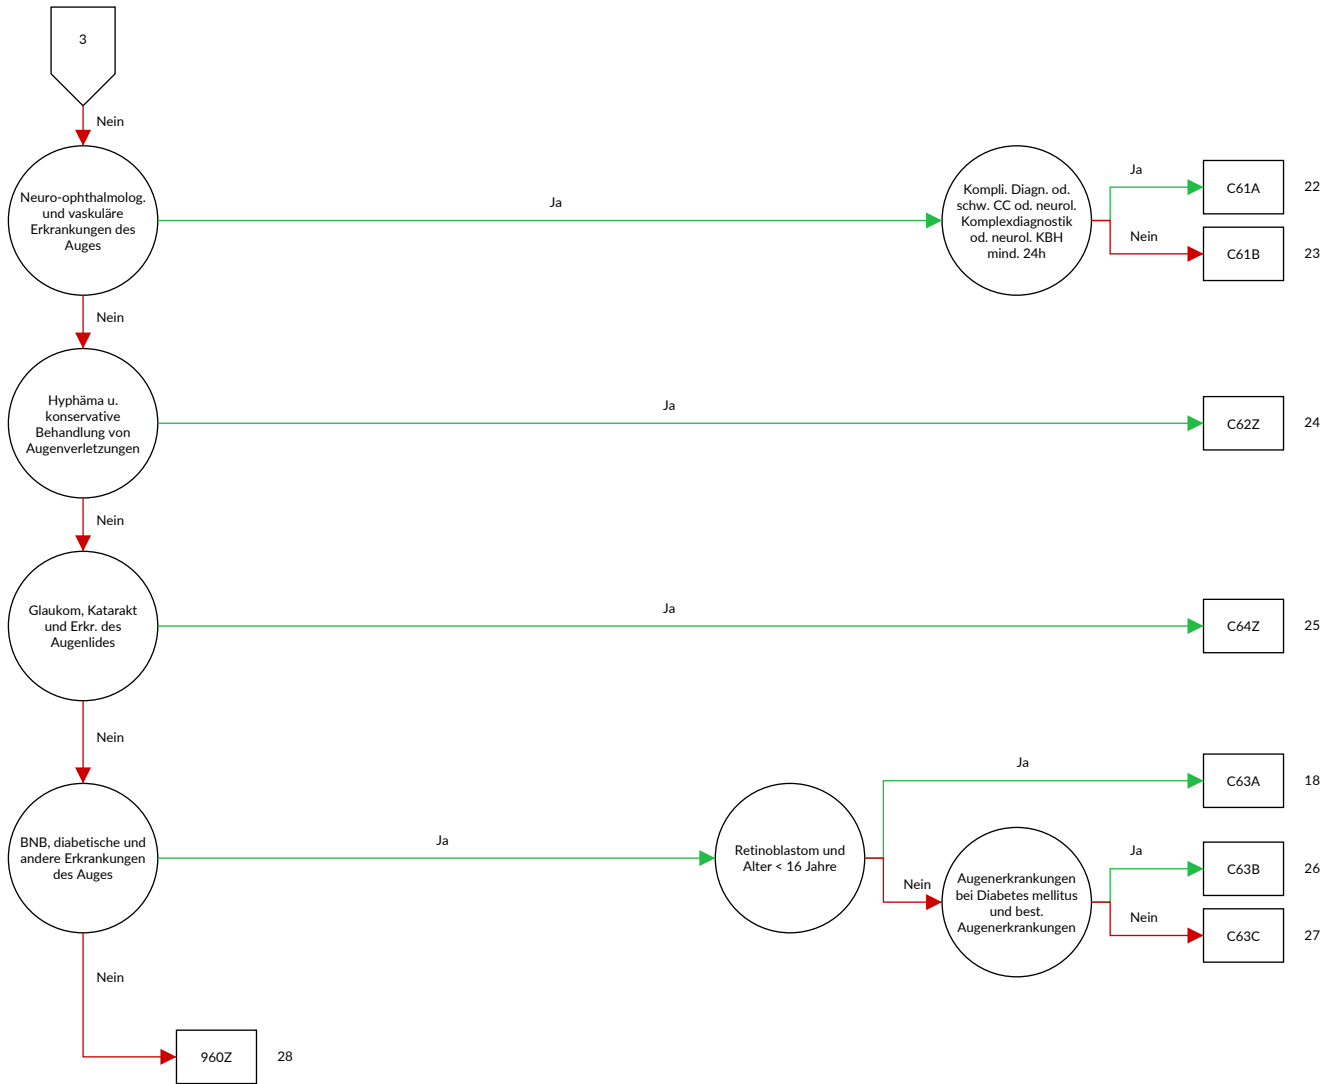 3
Nein
Neuro-ophthalmolog.
und vaskuläre
Erkrankungen des
Auges
Ja
Kompli. Diagn. od.
schw. CC od. neurol.
Komplexdiagnostik
od. neurol. KBH
mind. 24h
Ja
C61A
22
Nein
C61B
23
Nein
Hyphäma u.
konservative
Behandlung von
Augenverletzungen
Ja
C62Z
24
Nein
Glaukom, Katarakt
und Erkr. des
Augenlides
Ja
C64Z
25
Nein
BNB, diabetische und
andere Erkrankungen
des Auges
Ja
Retinoblastom und
Alter < 16 Jahre
Ja
C63A
18
Nein
Augenerkrankungen
bei Diabetes mellitus
und best.
Augenerkrankungen
Ja
C63B
26
Nein
C63C
27
Nein
960Z
28